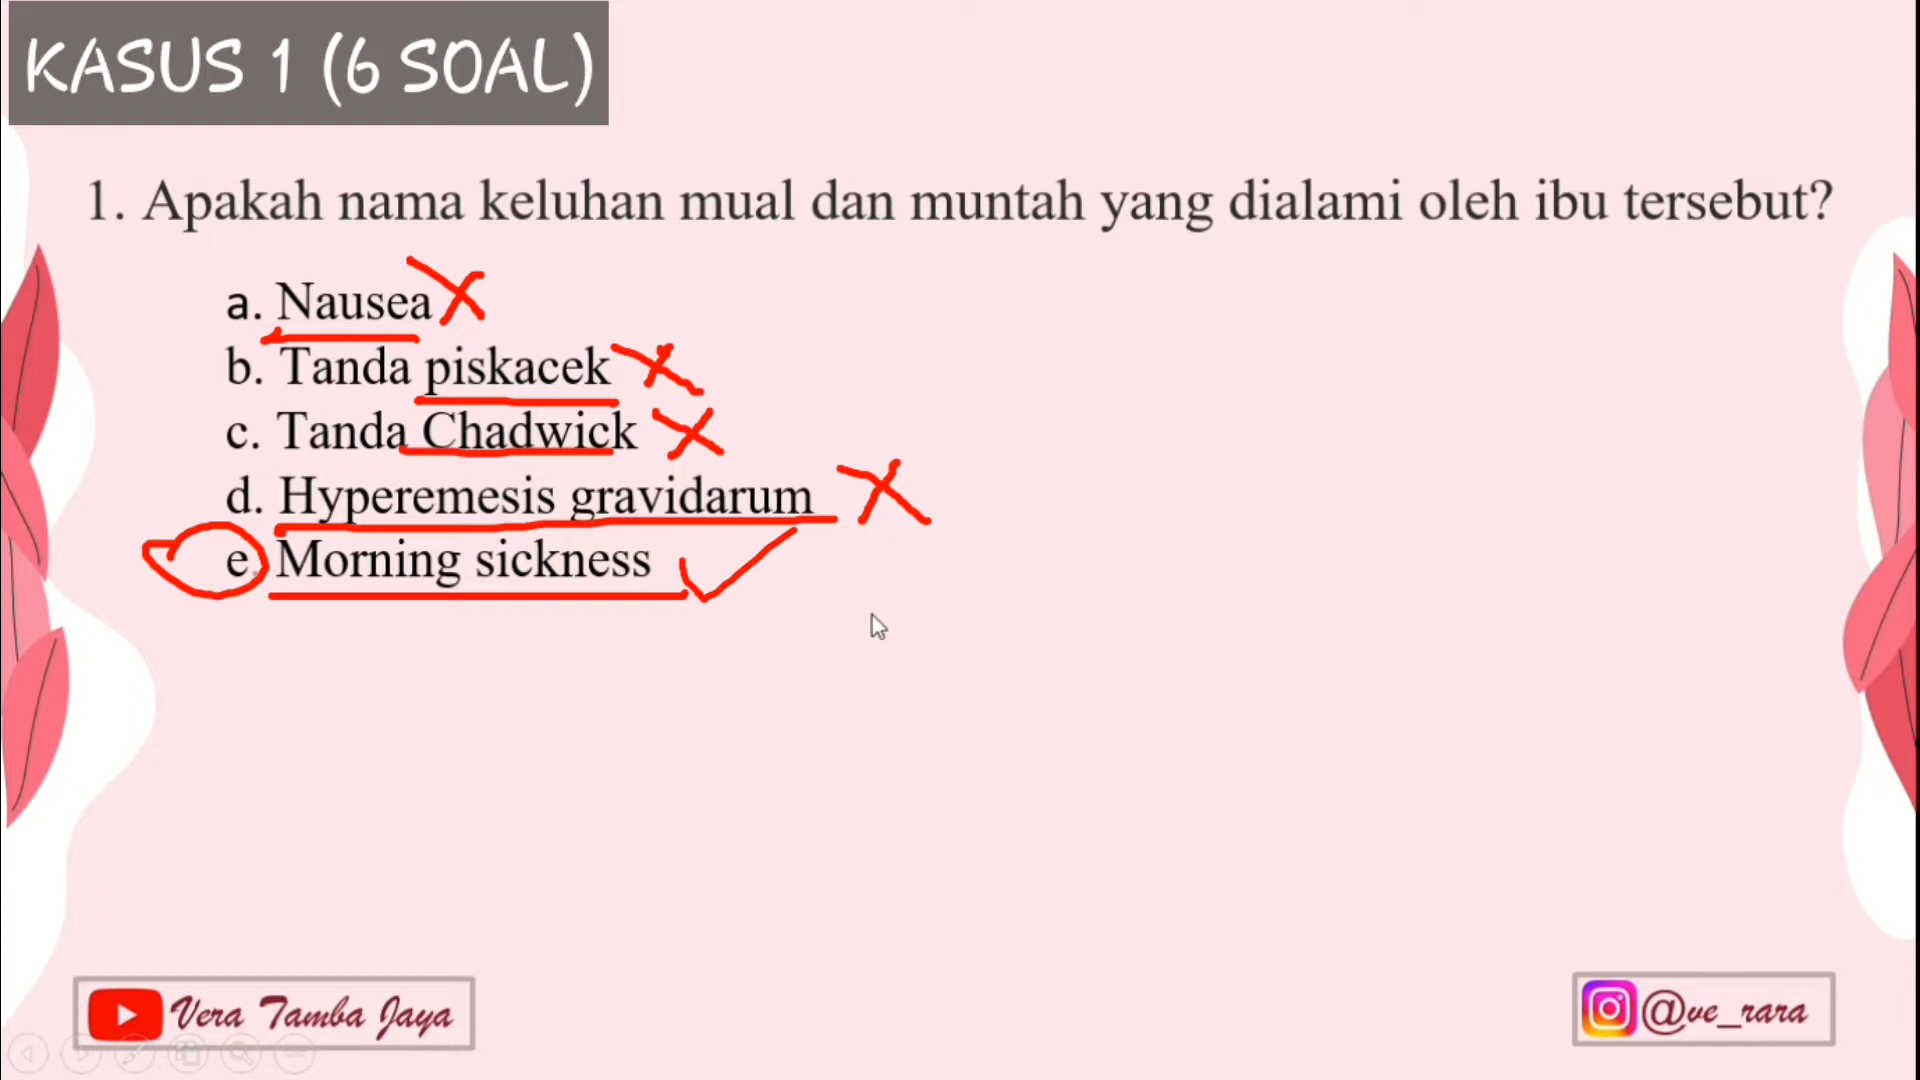 KASUS 1 (6 SOAL)
1. Apakah nama keluhan mual dan muntah yang dialami oleh ibu tersebut?
a. Nausea
b. Tanda piskacek
c. Tanda Chadwick
d. Hyperemesis gravidarum
e. Morning sickness
Vera Tamba Jaya
@ve_rara